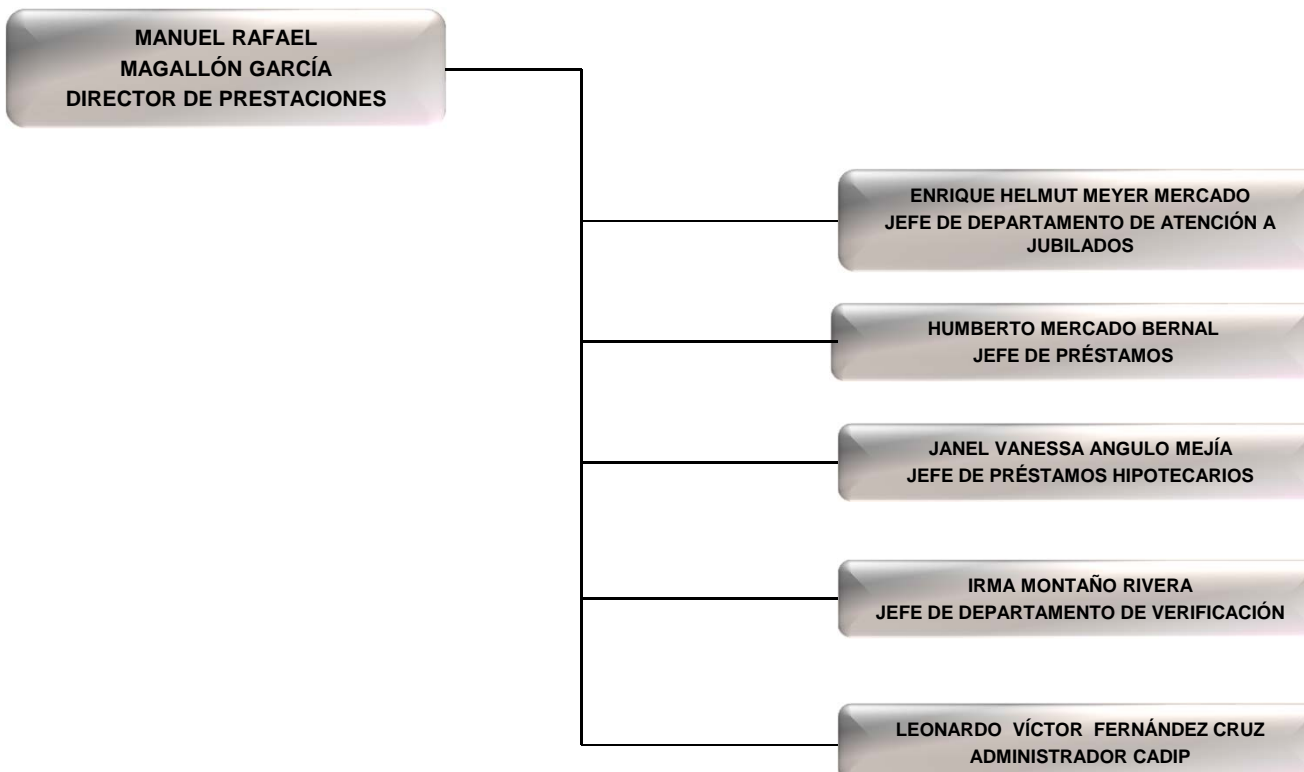 MANUEL RAFAEL
MAGALLÓN GARCÍA
DIRECTOR DE PRESTACIONES
ENRIQUE HELMUT MEYER MERCADO
JEFE DE DEPARTAMENTO DE ATENCIÓN A
JUBILADOS
HUMBERTO MERCADO BERNAL
JEFE DE PRÉSTAMOS
JANEL VANESSA ANGULO MEJÍA
JEFE DE PRÉSTAMOS HIPOTECARIOS
IRMA MONTAÑO RIVERA
JEFE DE DEPARTAMENTO DE VERIFICACIÓN
LEONARDO VÍCTOR FERNÁNDEZ CRUZ
ADMINISTRADOR CADIP